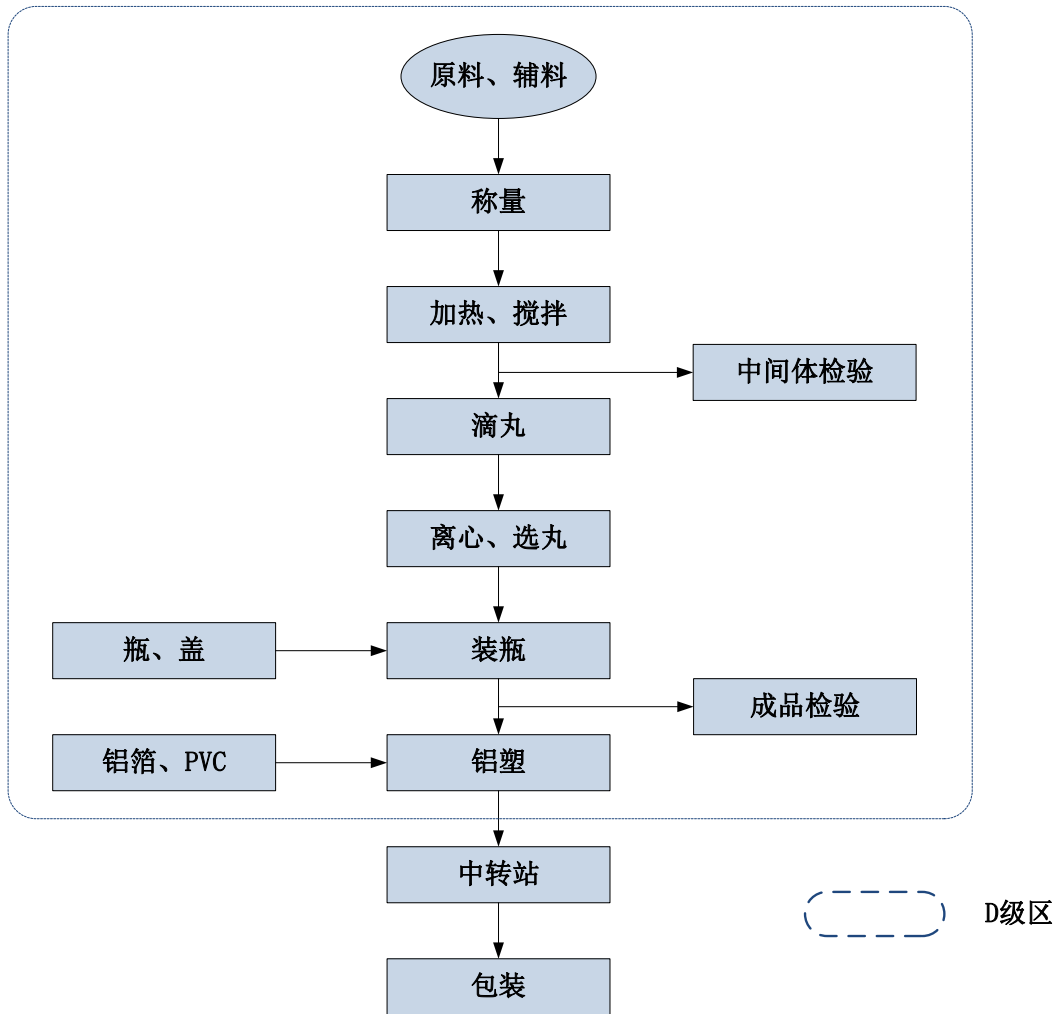 原料、辅料
称量
加热、搅拌
中间体检验
滴丸
离心、选丸
瓶、盖
装瓶
成品检验
铝箔、PVC
铝塑
中转站
D级区
包装